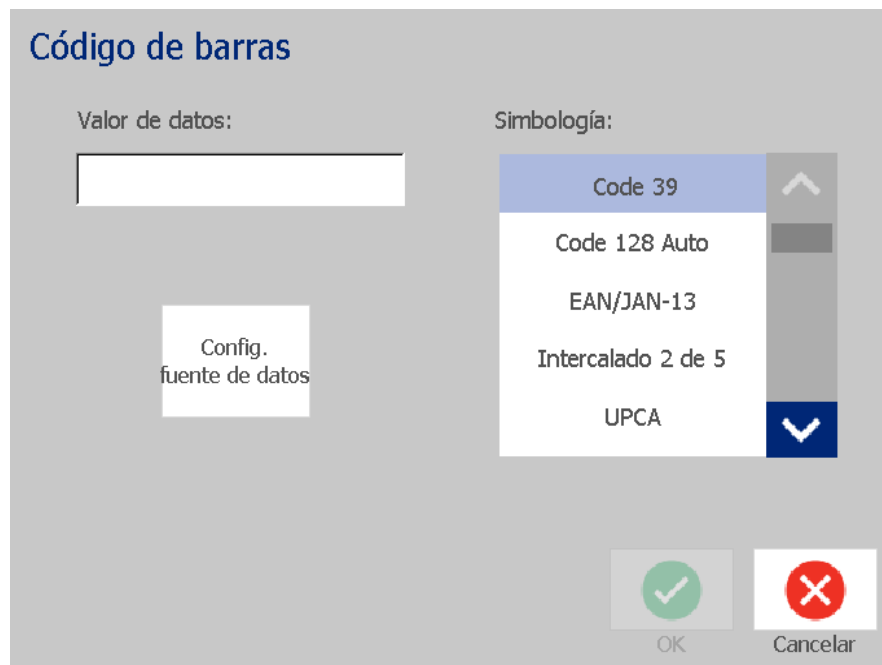 Código de barras
Valor de datos:
Simbología:
Code 39
Code 128 Auto
EAN/JAN-13
Intercalado 2 de 5
UPCA
Config.
fuente de datos
OK
Cancelar